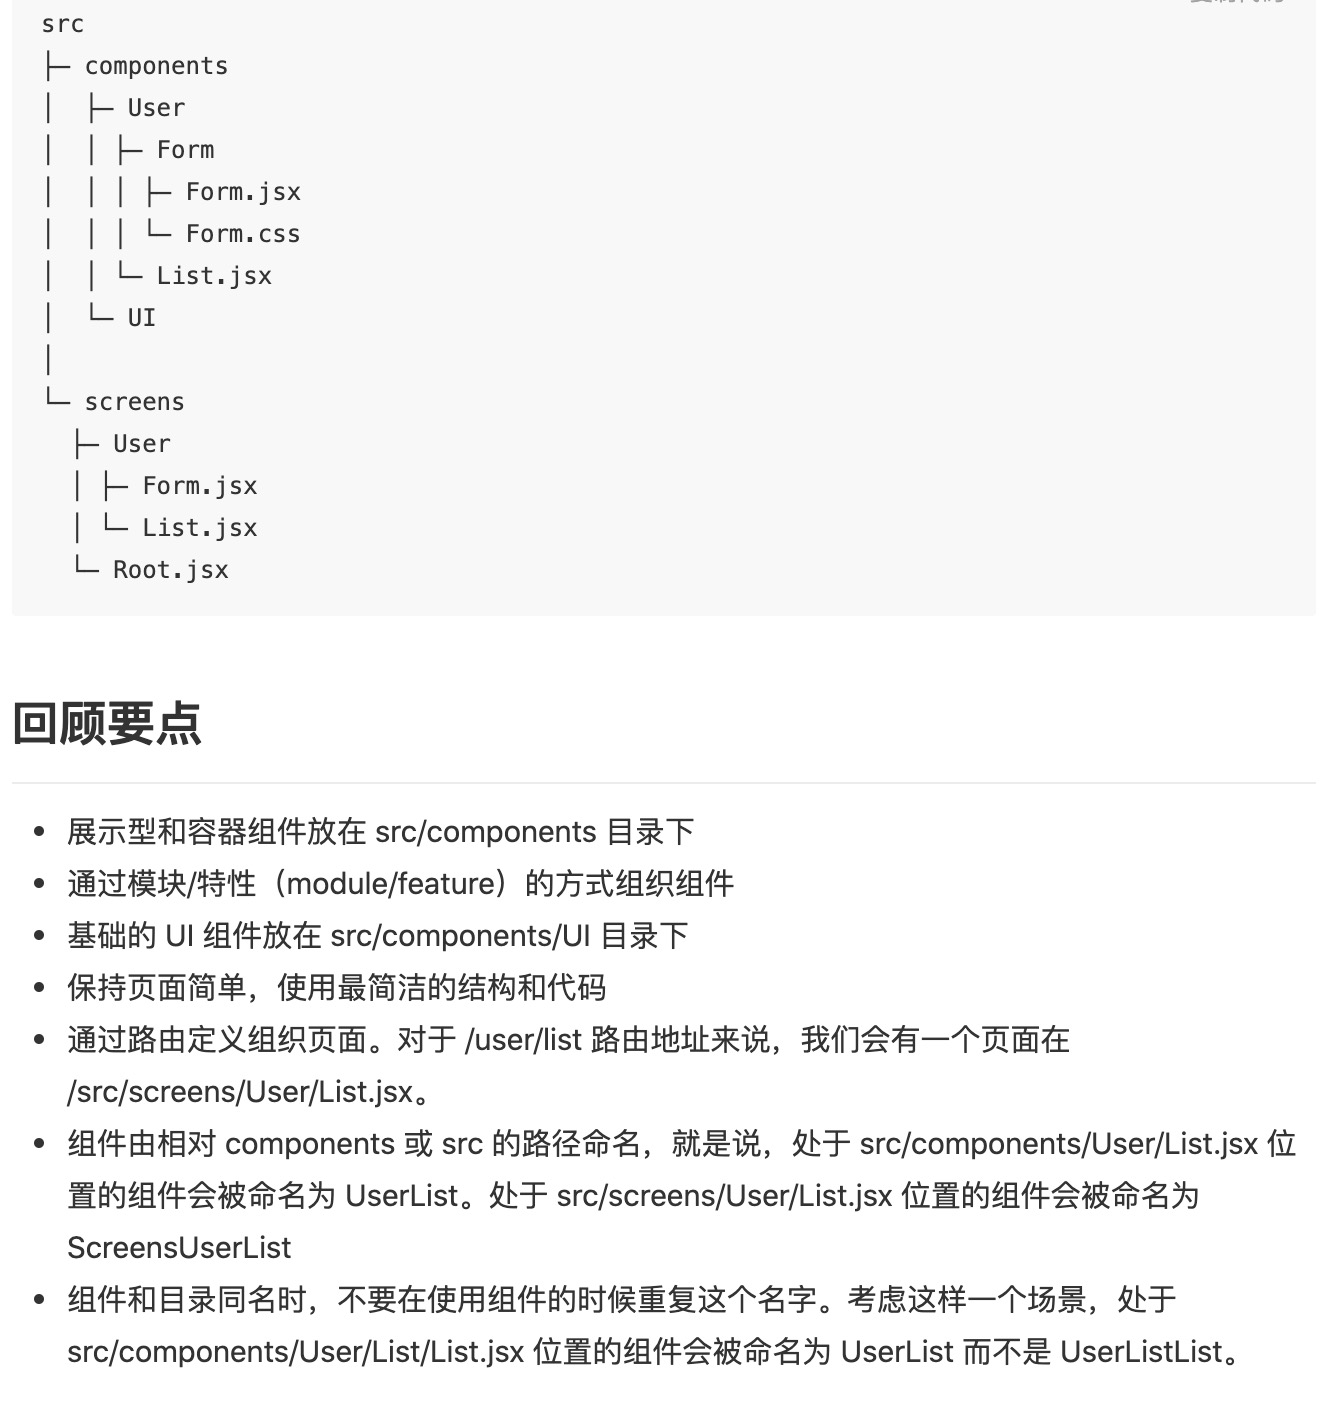 src
├─ components
│  ├─ User
│  │ ├─ Form
│  │ │ ├─ Form.jsx
│  │ │ └─ Form.css
│  │ └─ List.jsx
│  └─ UI
│
└─ screens
  ├─ User
  │ ├─ Form.jsx
  │ └─ List.jsx
  └─ Root.jsx
回顾要点
• 展示型和容器组件放在 src/components 目录下
• 通过模块/特性（module/feature）的方式组织组件
• 基础的 UI 组件放在 src/components/UI 目录下
• 保持页面简单，使用最简洁的结构和代码
• 通过路由定义组织页面。对于 /user/list 路由地址来说，我们会有一个页面在
/src/screens/User/List.jsx。
• 组件由相对 components 或 src 的路径命名，就是说，处于 src/components/User/List.jsx 位
置的组件会被命名为 UserList。处于 src/screens/User/List.jsx 位置的组件会被命名为
ScreensUserList
• 组件和目录同名时，不要在使用组件的时候重复这个名字。考虑这样一个场景，处于
src/components/User/List/List.jsx 位置的组件会被命名为 UserList 而不是 UserListList。